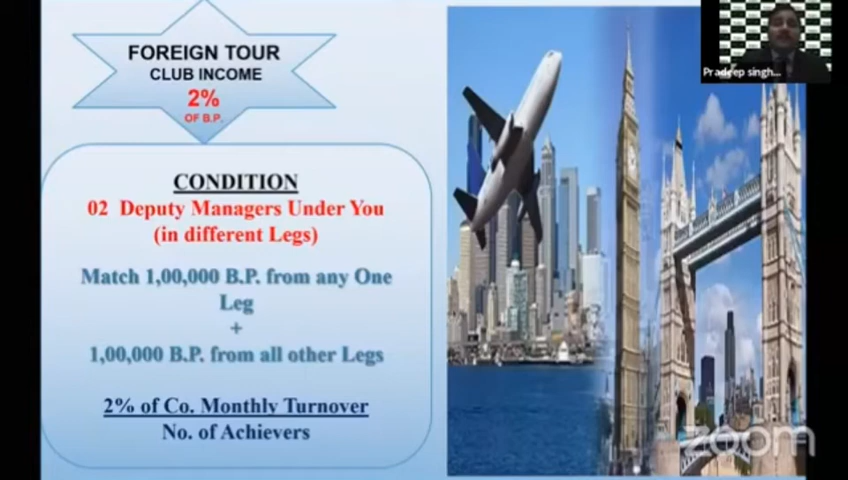 FOREIGN TOUR
CLUB INCOME
2%
OF B.P.
CONDITION
02 Deputy Managers Under You
(in different Legs)
Match 1,00,000 B.P. from any One
Leg
+
1,00,000 B.P. from all other Legs
2% of Co. Monthly Turnover
No. of Achievers
Pradeep singh...
zoom